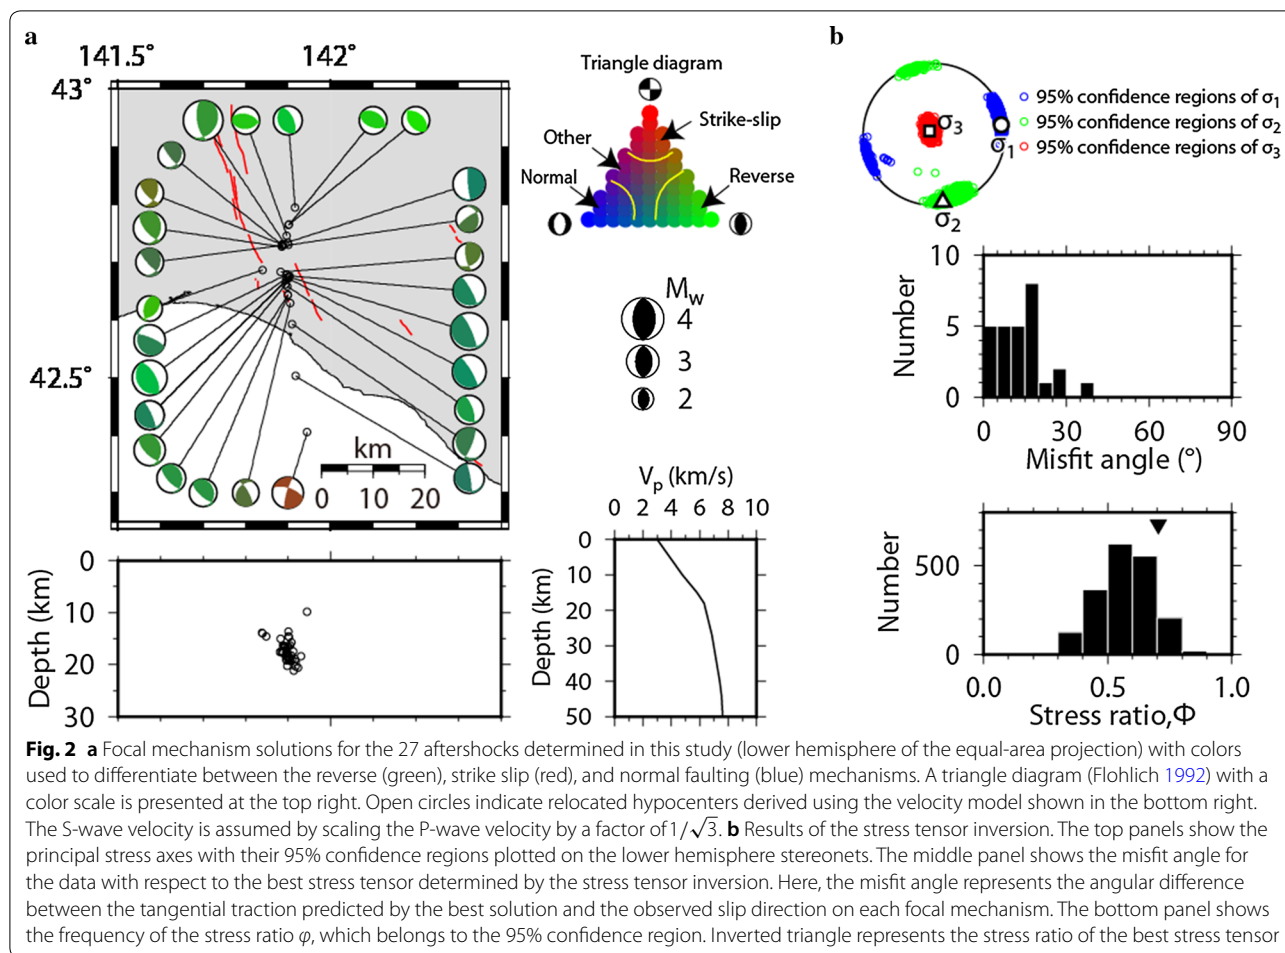 a
141.5°
142°
43°
42.5°
km
0 10 20
Triangle diagram
Strike-slip
Other
Normal
Reverse
Mw
4
3
2
b
σ3
σ1
σ2
95% confidence regions of σ1
95% confidence regions of σ2
95% confidence regions of σ3
10
5
0
Number
0 30 60 90
Misfit angle (°)
500
0
Number
0.0 0.5 1.0
Stress ratio,Φ
0
10
20
30
Depth (km)
Vp (km/s)
0 2 4 6 8 10
0
10
20
30
40
50
Depth (km)
Fig. 2 a Focal mechanism solutions for the 27 aftershocks determined in this study (lower hemisphere of the equal-area projection) with colors
used to differentiate between the reverse (green), strike slip (red), and normal faulting (blue) mechanisms. A triangle diagram (Flohlich 1992) with a
color scale is presented at the top right. Open circles indicate relocated hypocenters derived using the velocity model shown in the bottom right.
The S-wave velocity is assumed by scaling the P-wave velocity by a factor of 1/√3. b Results of the stress tensor inversion. The top panels show the
principal stress axes with their 95% confidence regions plotted on the lower hemisphere stereonets. The middle panel shows the misfit angle for
the data with respect to the best stress tensor determined by the stress tensor inversion. Here, the misfit angle represents the angular difference
between the tangential traction predicted by the best solution and the observed slip direction on each focal mechanism. The bottom panel shows
the frequency of the stress ratio φ, which belongs to the 95% confidence region. Inverted triangle represents the stress ratio of the best stress tensor